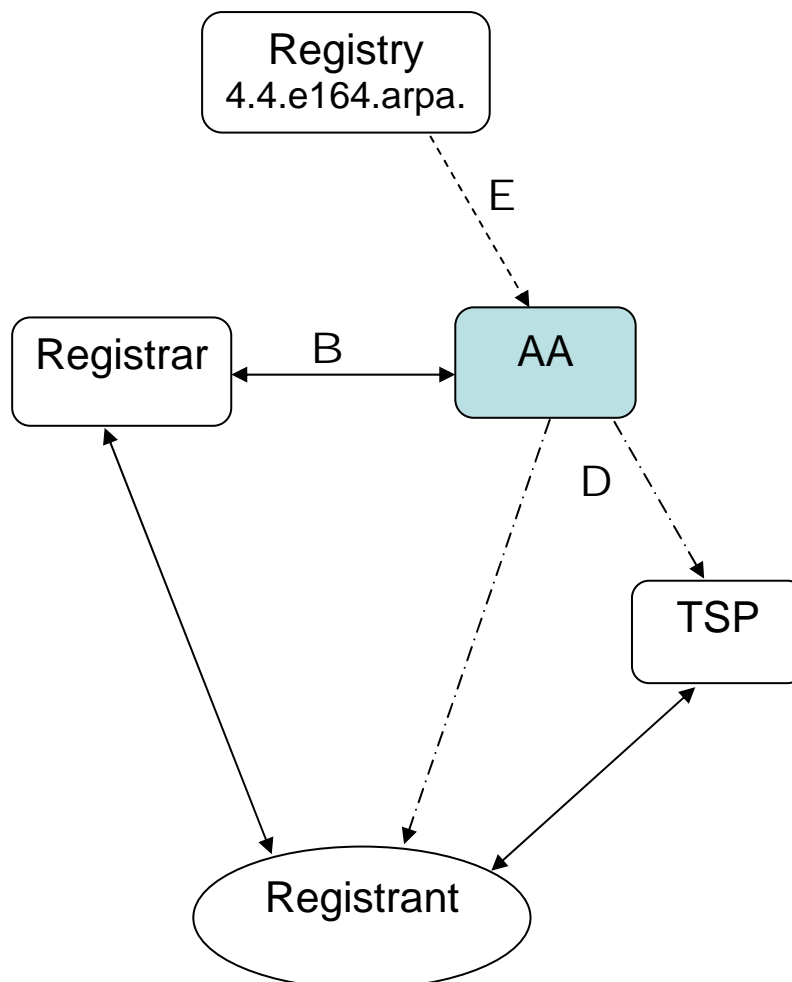 Registry
4.4.e164.arpa.
E
Registrar
B
AA
D
TSP
Registrant